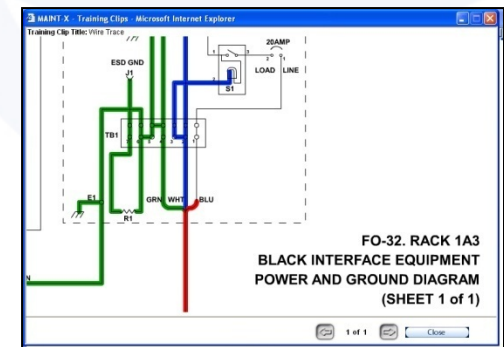 MAINT-X - Training Clips - Microsoft Internet Explorer
Training Clip Title: Wire Trace
20AMP
ESD GND
J1
LOAD LINE
S1
TB1
E1
GRN WHT BLU
R1
FO-32. RACK 1A3
BLACK INTERFACE EQUIPMENT
POWER AND GROUND DIAGRAM
(SHEET 1 of 1)
1 of 1 Close